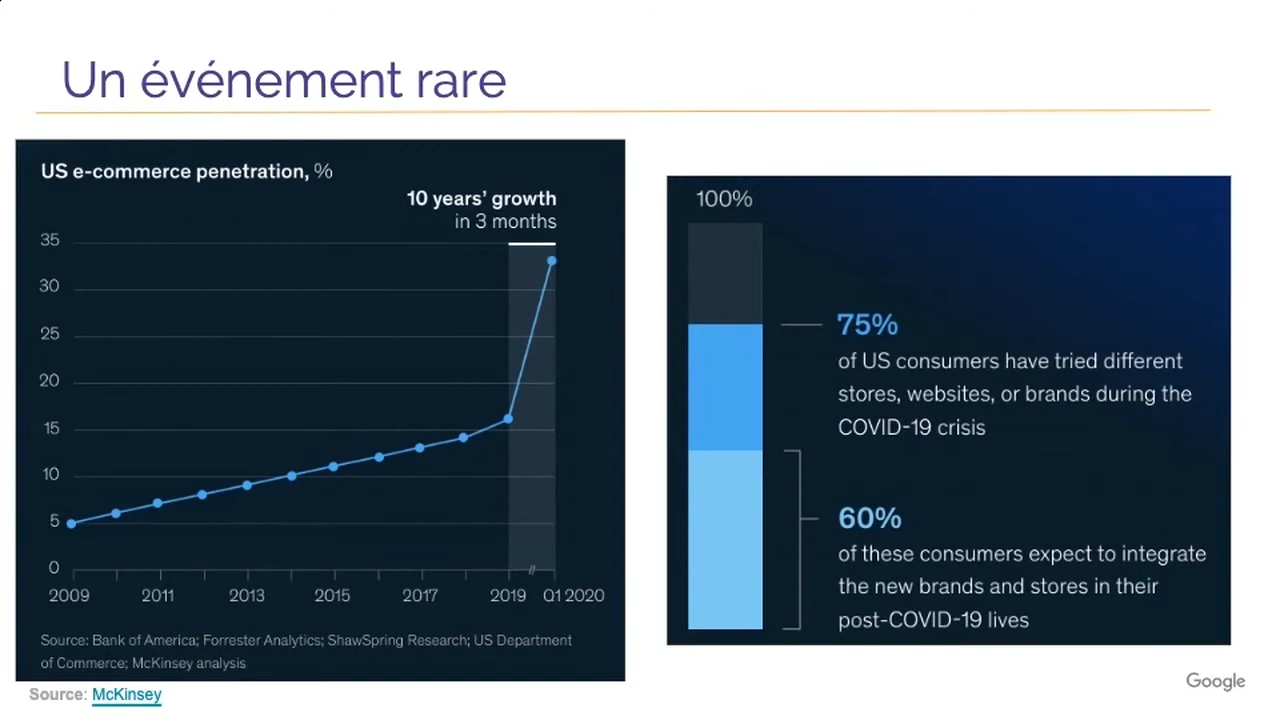 Un événement rare
US e-commerce penetration, %
10 years’ growth
in 3 months
35
30
25
20
15
10
5
0
2009
2011
2013
2015
2017
2019
Q1 2020
Source: Bank of America; Forrester Analytics; ShawSpring Research; US Department
of Commerce; McKinsey analysis
Source: McKinsey
100%
75%
of US consumers have tried different
stores, websites, or brands during the
COVID-19 crisis
60%
of these consumers expect to integrate
the new brands and stores in their
post-COVID-19 lives
Google